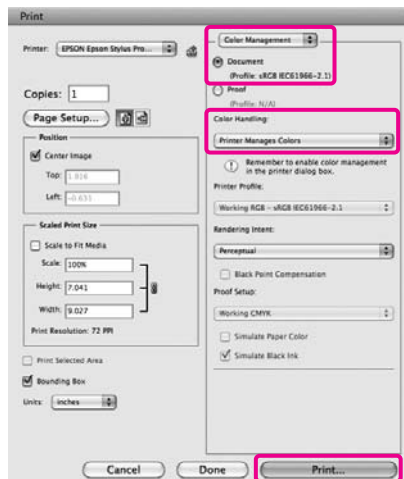 Print
Printer: EPSON Epson Stylus Pro...
Copies: 1
Page Setup...
Position
Center Image
Top: 1.816
Left: -0.633
Scaled Print Size
Scale to Fit Media
Scale: 100%
Height: 7.041
Width: 9.027
Print Resolution: 72 PPI
Print Selected Area
Bounding Box
Units: inches
Color Management
Document
(Profile: sRGB IEC61966-2.1)
Proof
(Profile: N/A)
Color Handling:
Printer Manages Colors
Remember to enable color management
in the printer dialog box.
Printer Profile:
Working RGB - sRGB IEC61966-2.1
Rendering Intent:
Perceptual
Black Point Compensation
Proof Setup:
Working CMYK
Simulate Paper Color
Simulate Black Ink
Cancel
Done
Print...